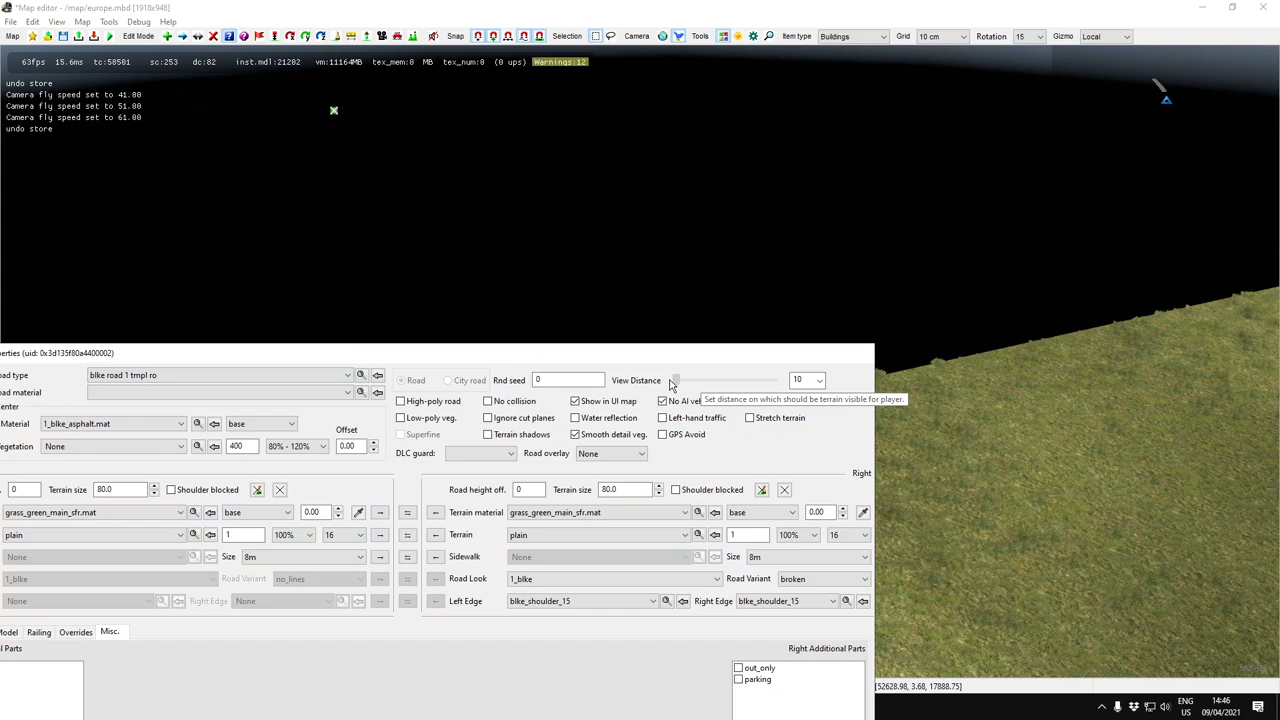 *Map editor - /map/europe.mbd [1918x948]
File Edit View Map Tools Debug Help
Map Edit Mode Snap Selection Camera Tools Item type Buildings Grid 10 cm Rotation 15 Gizmo Local
63fps 15.6ms tc:58501 sc:253 dc:82 inst.mdl:21282 vm:11164MB tex_mem:0 MB tex_num:0 (0 ups) Warnings:12
undo store
Camera fly speed set to 41.00
Camera fly speed set to 51.00
Camera fly speed set to 61.00
undo store
erties (uid: 0x3d135f80a4400002)
oad type blke road 1 tmpl ro Road City road Rnd seed 0 View Distance 10
oad material High-poly road No collision Show in UI map No AI vel Set distance on which should be terrain visible for player.
enter
Material 1_blke_asphalt.mat base Offset Low-poly veg. Ignore cut planes Water reflection Left-hand traffic Stretch terrain
egetation None 400 80% - 120% 0.00 Superfine Terrain shadows Smooth detail veg. GPS Avoid
DLC guard: Road overlay None
Right
. 0 Terrain size 80.0 Shoulder blocked Road height off. 0 Terrain size 80.0 Shoulder blocked
grass_green_main_sfr.mat base 0.00 Terrain material grass_green_main_sfr.mat base 0.00
plain 1 100% 16 Terrain plain 1 100% 16
None Size 8m Sidewalk None Size 8m
1_blke Road Variant no_lines Road Look 1_blke Road Variant broken
None Right Edge None Left Edge blke_shoulder_15 Right Edge blke_shoulder_15
Model Railing Overrides Misc.
al Parts Right Additional Parts
out_only
parking
[52628.98, 3.68, 17888.75]
ENG
US
14:46
09/04/2021